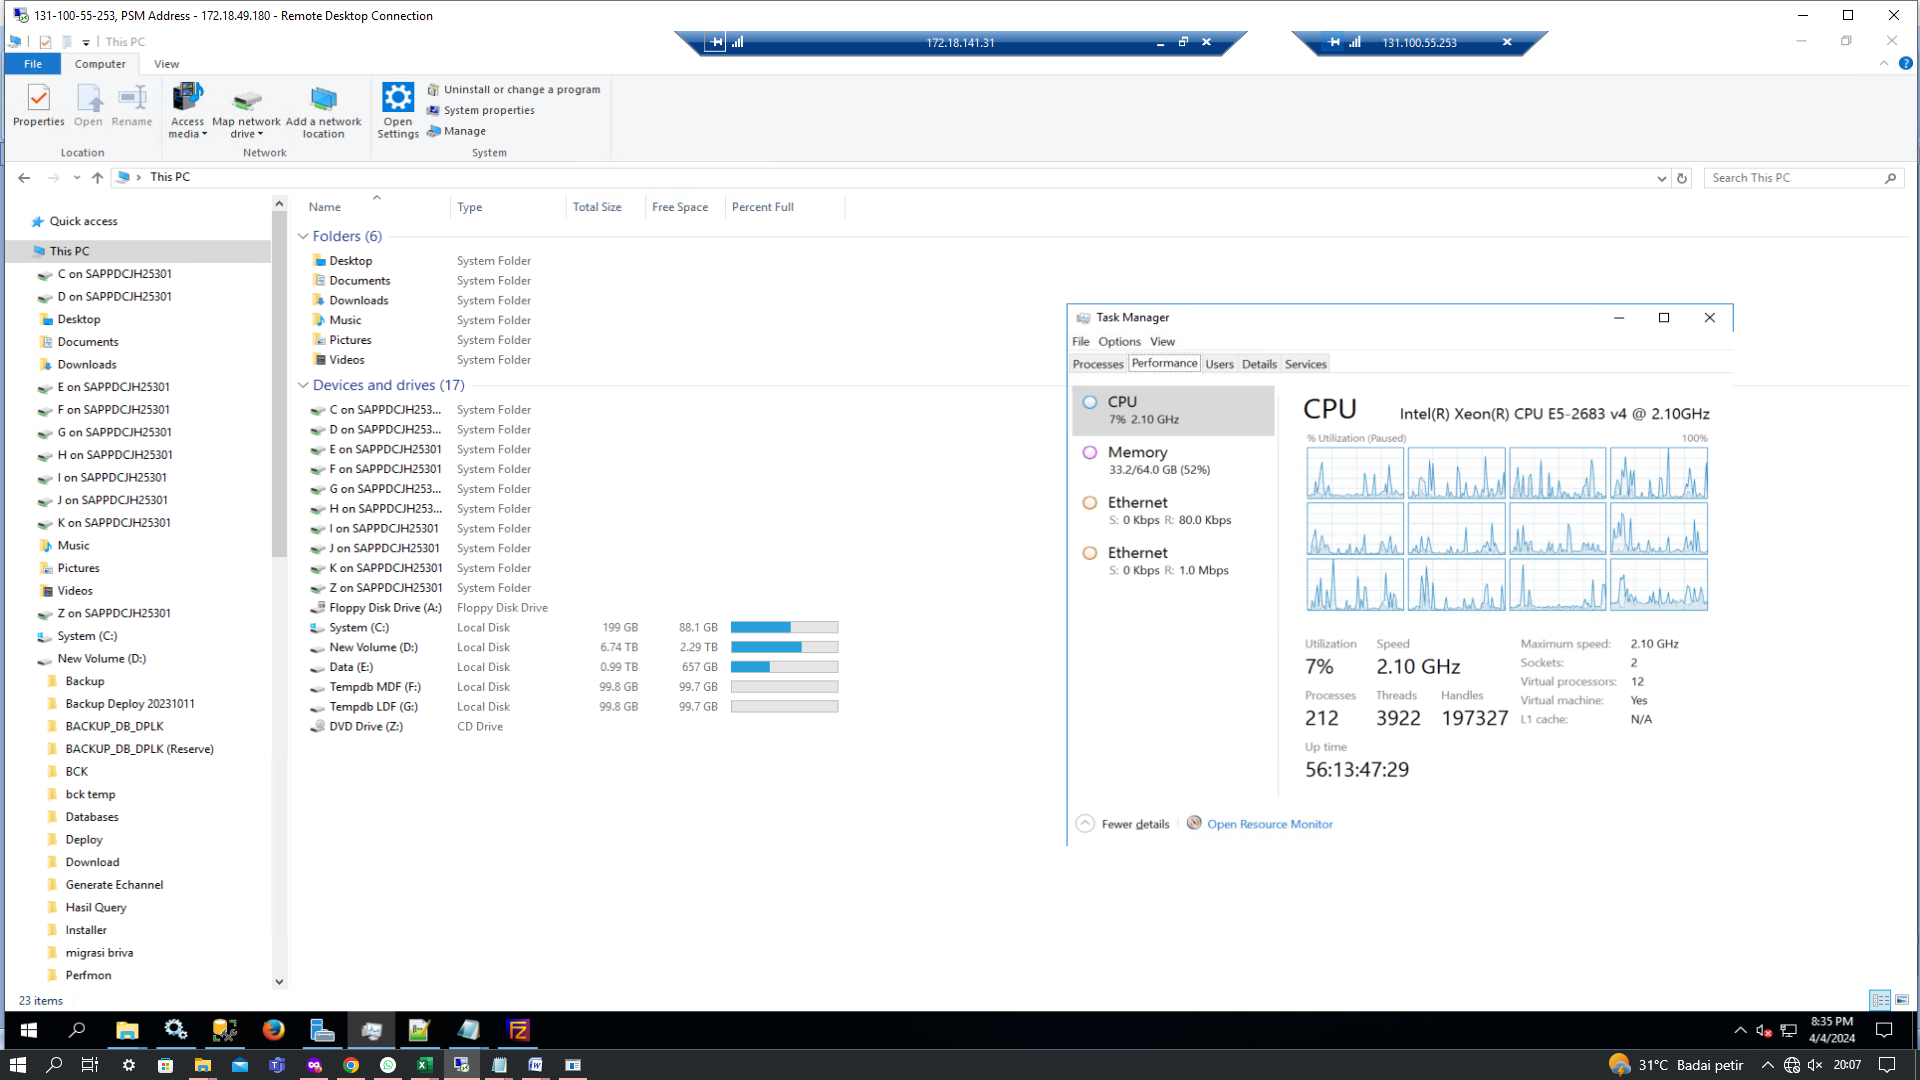 131-100-55-253, PSM Address - 172.18.49.180 - Remote Desktop Connection
This PC
172.18.141.31
131.100.55.253
File
Computer
View
Properties
Open
Rename
Access media
Map network drive
Add a network location
Open Settings
Uninstall or change a program
System properties
Manage
Location
Network
System
This PC
Search This PC
Quick access
This PC
C on SAPPDCJH25301
D on SAPPDCJH25301
Desktop
Documents
Downloads
E on SAPPDCJH25301
F on SAPPDCJH25301
G on SAPPDCJH25301
H on SAPPDCJH25301
I on SAPPDCJH25301
J on SAPPDCJH25301
K on SAPPDCJH25301
Music
Pictures
Videos
Z on SAPPDCJH25301
System (C:)
New Volume (D:)
Backup
Backup Deploy 20231011
BACKUP_DB_DPLK
BACKUP_DB_DPLK (Reserve)
BCK
bck temp
Databases
Deploy
Download
Generate Echannel
Hasil Query
Installer
migrasi briva
Perfmon
23 items
Name Type Total Size Free Space Percent Full
Folders (6)
Desktop System Folder
Documents System Folder
Downloads System Folder
Music System Folder
Pictures System Folder
Videos System Folder
Devices and drives (17)
C on SAPPDCJH253... System Folder
D on SAPPDCJH253... System Folder
E on SAPPDCJH25301 System Folder
F on SAPPDCJH25301 System Folder
G on SAPPDCJH253... System Folder
H on SAPPDCJH253... System Folder
I on SAPPDCJH25301 System Folder
J on SAPPDCJH25301 System Folder
K on SAPPDCJH25301 System Folder
Z on SAPPDCJH25301 System Folder
Floppy Disk Drive (A:) Floppy Disk Drive
System (C:) Local Disk 199 GB 88.1 GB
New Volume (D:) Local Disk 6.74 TB 2.29 TB
Data (E:) Local Disk 0.99 TB 657 GB
Tempdb MDF (F:) Local Disk 99.8 GB 99.7 GB
Tempdb LDF (G:) Local Disk 99.8 GB 99.7 GB
DVD Drive (Z:) CD Drive
Task Manager
File Options View
Processes Performance Users Details Services
CPU
7% 2.10 GHz
Memory
33.2/64.0 GB (52%)
Ethernet
S: 0 Kbps R: 80.0 Kbps
Ethernet
S: 0 Kbps R: 1.0 Mbps
CPU
Intel(R) Xeon(R) CPU E5-2683 v4 @ 2.10GHz
% Utilization (Paused) 100%
Utilization Speed
7% 2.10 GHz
Processes Threads Handles
212 3922 197327
Up time
56:13:47:29
Maximum speed: 2.10 GHz
Sockets: 2
Virtual processors: 12
Virtual machine: Yes
L1 cache: N/A
Fewer details
Open Resource Monitor
8:35 PM
4/4/2024
31°C Badai petir
20:07